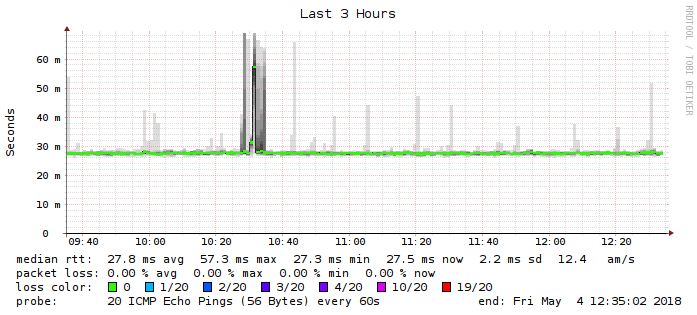 Last 3 Hours
RRDTOOL / TOBI OETIKER
Seconds
60 m
50 m
40 m
30 m
20 m
10 m
0
09:40 10:00 10:20 10:40 11:00 11:20 11:40 12:00 12:20
median rtt: 27.8 ms avg 57.3 ms max 27.3 ms min 27.5 ms now 2.2 ms sd 12.4 am/s
packet loss: 0.00 % avg 0.00 % max 0.00 % min 0.00 % now
loss color: 0 1/20 2/20 3/20 4/20 10/20 19/20
probe: 20 ICMP Echo Pings (56 Bytes) every 60s end: Fri May 4 12:35:02 2018